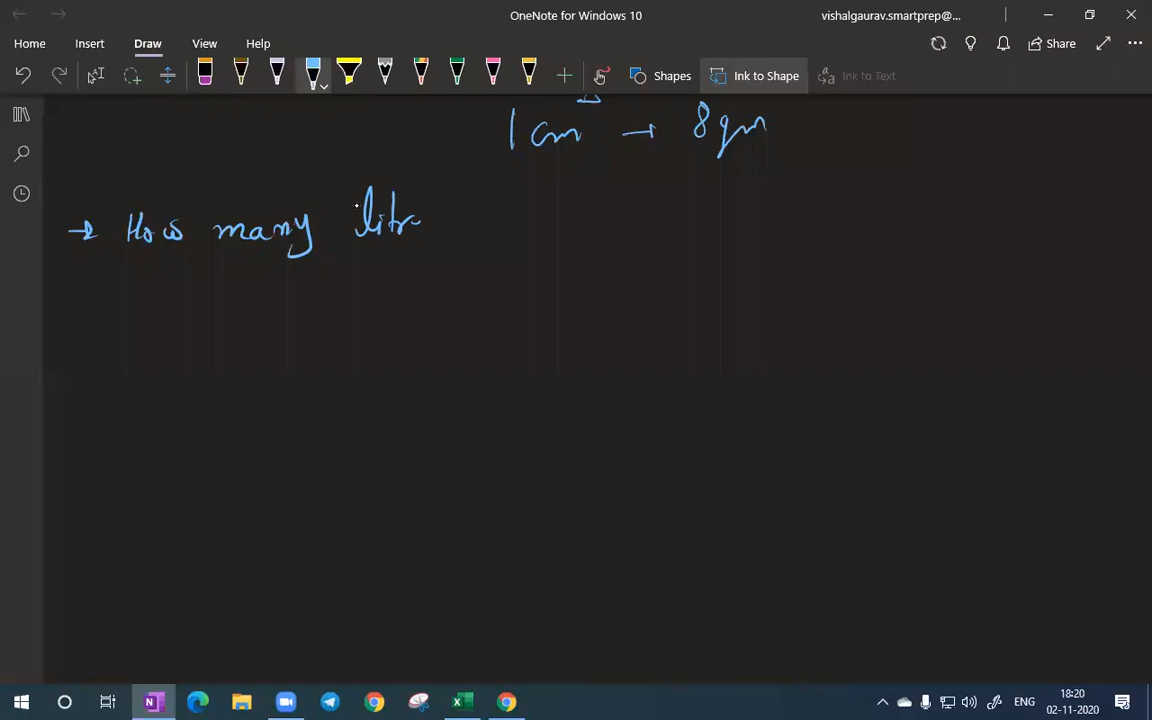 OneNote for Windows 10
vishalgaurav.smartprep@...
Home Insert Draw View Help
Share
Shapes
Ink to Shape
Ink to Text
1 cm → 8 gm
→ How many litr
ENG
18:20
02-11-2020